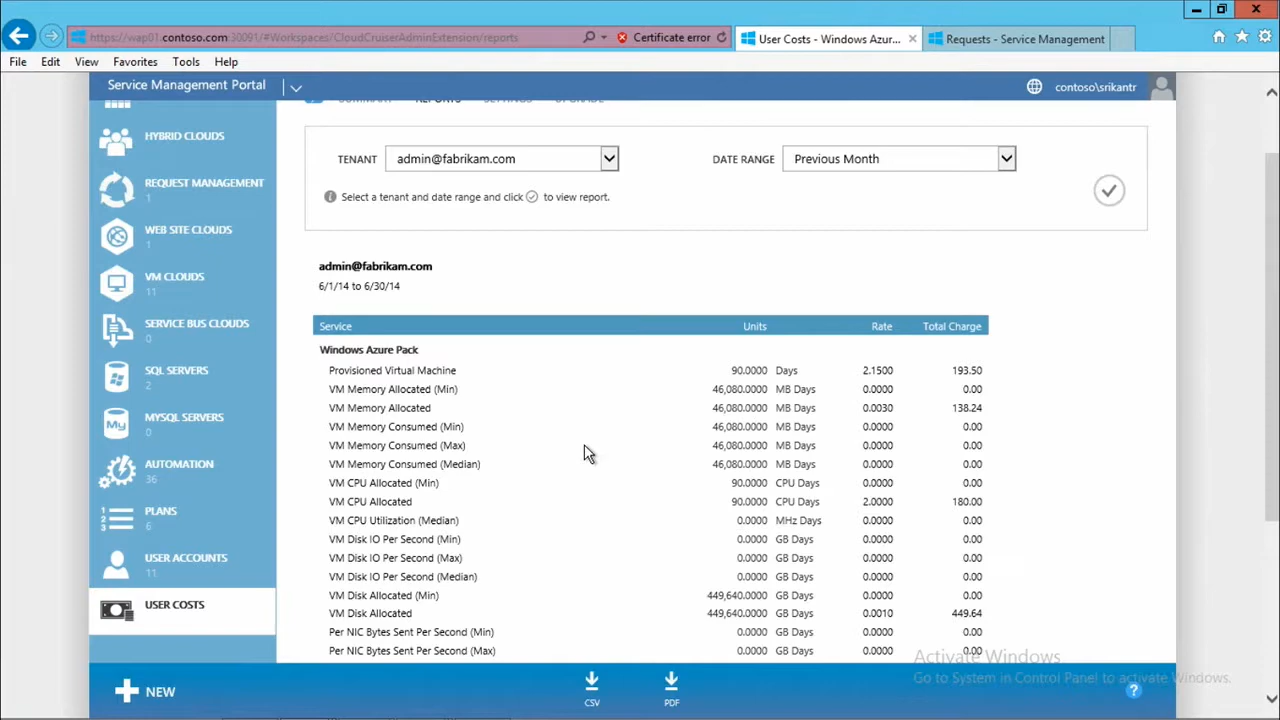 https://wap01.contoso.com:30091/#Workspaces/CloudCruiserAdminExtension/reports
Certificate error
User Costs - Windows Azur...
Requests - Service Management
File Edit View Favorites Tools Help
Service Management Portal
contoso\srikantr
SUMMARY REPORTS SETTINGS UPGRADE
HYBRID CLOUDS
REQUEST MANAGEMENT
1
WEB SITE CLOUDS
1
VM CLOUDS
11
SERVICE BUS CLOUDS
0
SQL SERVERS
2
MYSQL SERVERS
0
AUTOMATION
36
PLANS
6
USER ACCOUNTS
11
USER COSTS
TENANT admin@fabrikam.com DATE RANGE Previous Month
Select a tenant and date range and click to view report.
admin@fabrikam.com
6/1/14 to 6/30/14
Service Units Rate Total Charge
Windows Azure Pack
Provisioned Virtual Machine 90.0000 Days 2.1500 193.50
VM Memory Allocated (Min) 46,080.0000 MB Days 0.0000 0.00
VM Memory Allocated 46,080.0000 MB Days 0.0030 138.24
VM Memory Consumed (Min) 46,080.0000 MB Days 0.0000 0.00
VM Memory Consumed (Max) 46,080.0000 MB Days 0.0000 0.00
VM Memory Consumed (Median) 46,080.0000 MB Days 0.0000 0.00
VM CPU Allocated (Min) 90.0000 CPU Days 0.0000 0.00
VM CPU Allocated 90.0000 CPU Days 2.0000 180.00
VM CPU Utilization (Median) 0.0000 MHz Days 0.0000 0.00
VM Disk IO Per Second (Min) 0.0000 GB Days 0.0000 0.00
VM Disk IO Per Second (Max) 0.0000 GB Days 0.0000 0.00
VM Disk IO Per Second (Median) 0.0000 GB Days 0.0000 0.00
VM Disk Allocated (Min) 449,640.0000 GB Days 0.0000 0.00
VM Disk Allocated 449,640.0000 GB Days 0.0010 449.64
Per NIC Bytes Sent Per Second (Min) 0.0000 GB Days 0.0000 0.00
Per NIC Bytes Sent Per Second (Max) 0.0000 GB Days 0.0000 0.00
Activate Windows
Go to System in Control Panel to activate Windows.
NEW
CSV
PDF
?